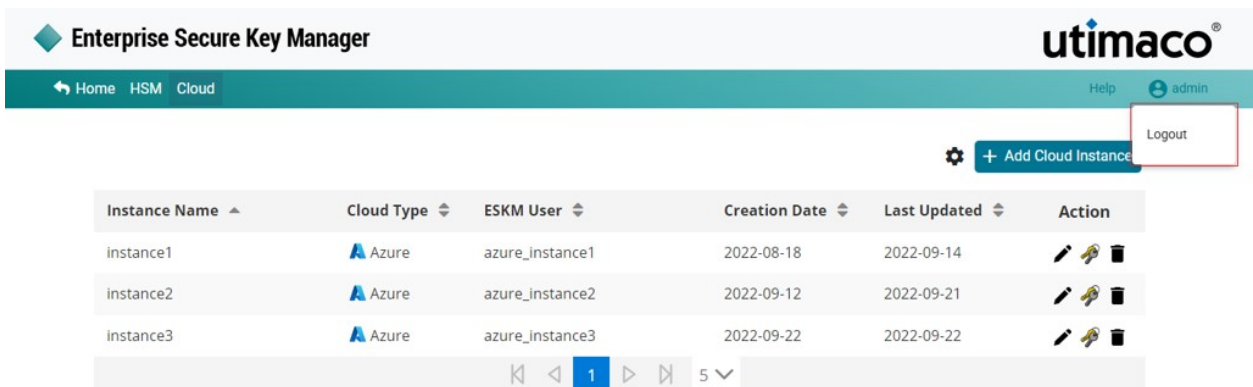 Enterprise Secure Key Manager
utimaco®
Home HSM Cloud Help admin
Logout
+ Add Cloud Instance
Instance Name Cloud Type ESKM User Creation Date Last Updated Action
instance1 Azure azure_instance1 2022-08-18 2022-09-14
instance2 Azure azure_instance2 2022-09-12 2022-09-21
instance3 Azure azure_instance3 2022-09-22 2022-09-22
1 5